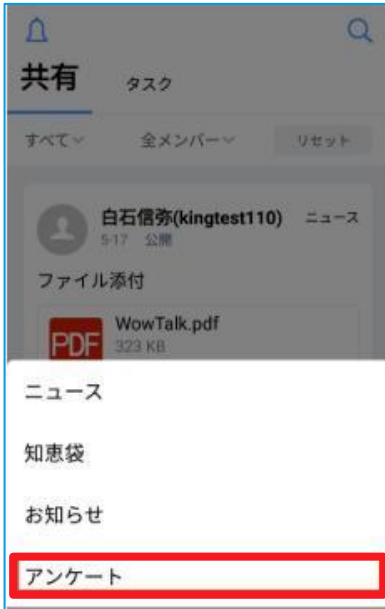 共有 タスク
すべて 全メンバー リセット
白石信弥(kingtest110) ニュース
5-17 公開
ファイル添付
PDF WowTalk.pdf
323 KB
ニュース
知恵袋
お知らせ
アンケート